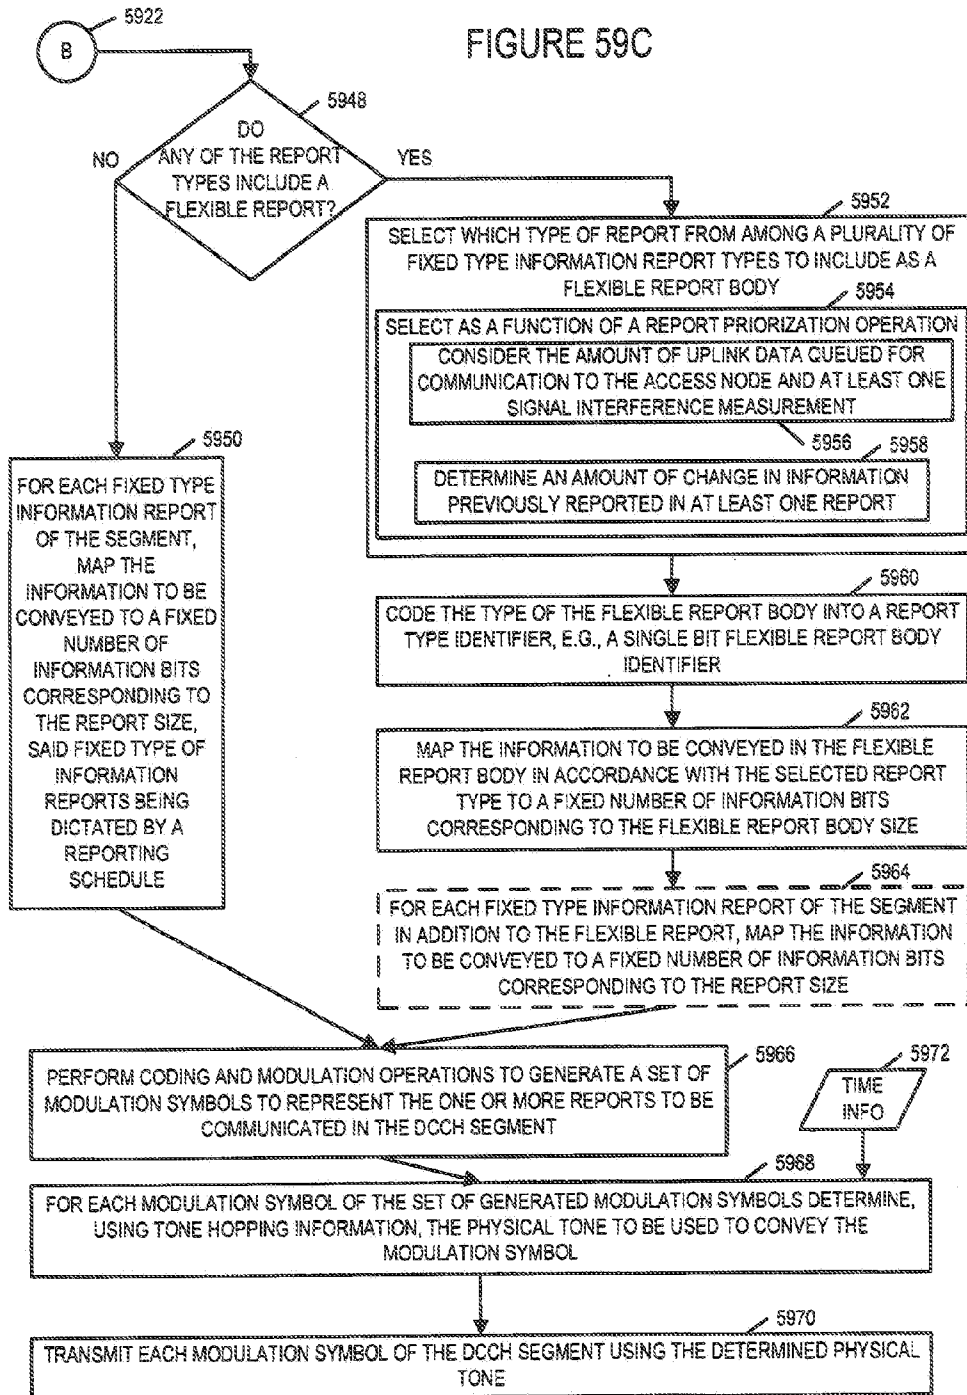 FIGURE 59C
5922
B
5948
DO
ANY OF THE REPORT
TYPES INCLUDE A
FLEXIBLE REPORT?
NO
YES
5952
SELECT WHICH TYPE OF REPORT FROM AMONG A PLURALITY OF
FIXED TYPE INFORMATION REPORT TYPES TO INCLUDE AS A
FLEXIBLE REPORT BODY
5954
SELECT AS A FUNCTION OF A REPORT PRIORIZATION OPERATION
CONSIDER THE AMOUNT OF UPLINK DATA QUEUED FOR
COMMUNICATION TO THE ACCESS NODE AND AT LEAST ONE
SIGNAL INTERFERENCE MEASUREMENT
5956
5958
DETERMINE AN AMOUNT OF CHANGE IN INFORMATION
PREVIOUSLY REPORTED IN AT LEAST ONE REPORT
5950
FOR EACH FIXED TYPE
INFORMATION REPORT
OF THE SEGMENT,
MAP THE
INFORMATION TO BE
CONVEYED TO A FIXED
NUMBER OF
INFORMATION BITS
CORRESPONDING TO
THE REPORT SIZE,
SAID FIXED TYPE OF
INFORMATION
REPORTS BEING
DICTATED BY A
REPORTING
SCHEDULE
5960
CODE THE TYPE OF THE FLEXIBLE REPORT BODY INTO A REPORT
TYPE IDENTIFIER, E.G., A SINGLE BIT FLEXIBLE REPORT BODY
IDENTIFIER
5962
MAP THE INFORMATION TO BE CONVEYED IN THE FLEXIBLE
REPORT BODY IN ACCORDANCE WITH THE SELECTED REPORT
TYPE TO A FIXED NUMBER OF INFORMATION BITS
CORRESPONDING TO THE FLEXIBLE REPORT BODY SIZE
5964
FOR EACH FIXED TYPE INFORMATION REPORT OF THE SEGMENT
IN ADDITION TO THE FLEXIBLE REPORT, MAP THE INFORMATION
TO BE CONVEYED TO A FIXED NUMBER OF INFORMATION BITS
CORRESPONDING TO THE REPORT SIZE
5966
PERFORM CODING AND MODULATION OPERATIONS TO GENERATE A SET OF
MODULATION SYMBOLS TO REPRESENT THE ONE OR MORE REPORTS TO BE
COMMUNICATED IN THE DCCH SEGMENT
5972
TIME
INFO
5968
FOR EACH MODULATION SYMBOL OF THE SET OF GENERATED MODULATION SYMBOLS DETERMINE,
USING TONE HOPPING INFORMATION, THE PHYSICAL TONE TO BE USED TO CONVEY THE
MODULATION SYMBOL
5970
TRANSMIT EACH MODULATION SYMBOL OF THE DCCH SEGMENT USING THE DETERMINED PHYSICAL
TONE